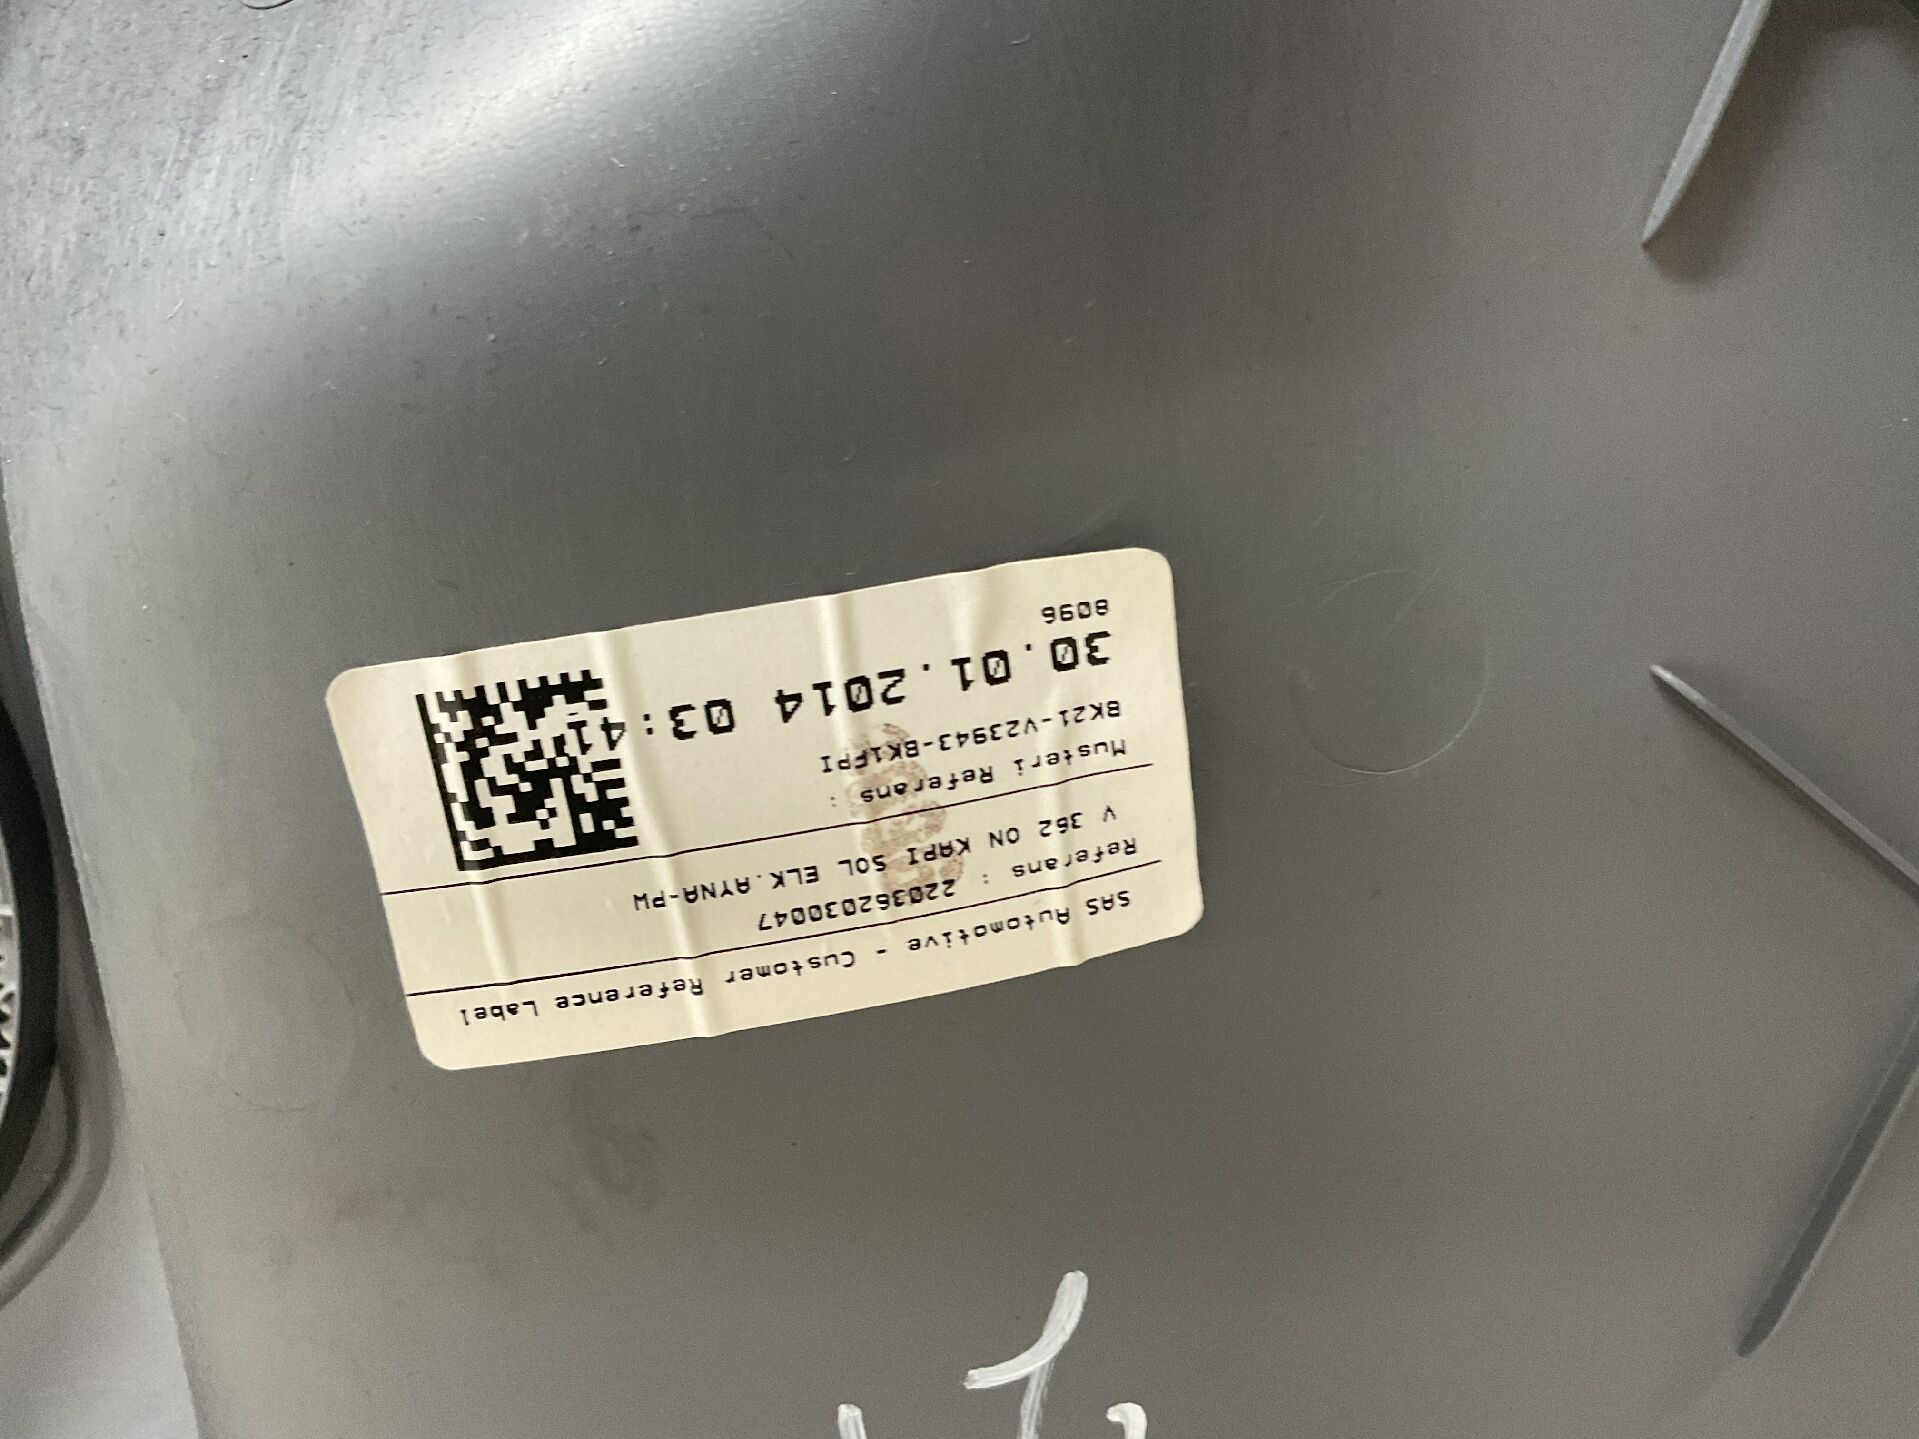 SAS Automotive - Customer Reference Label
Referans : 220362030047
V 362 ON KAPI SOL ELK.AYNA-PW
Musteri Referans :
BK21-V23943-BK1FPI
30.01.2014 03:41
8096